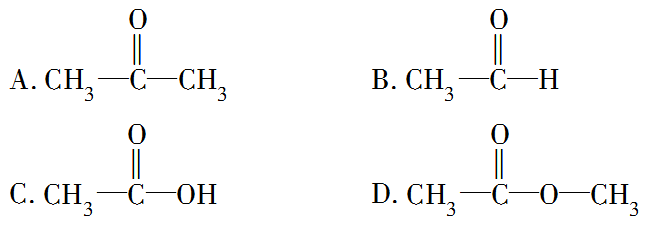 O O
A. CH₃—C—CH₃ B. CH₃—C—H
O O
C. CH₃—C—OH D. CH₃—C—O—CH₃